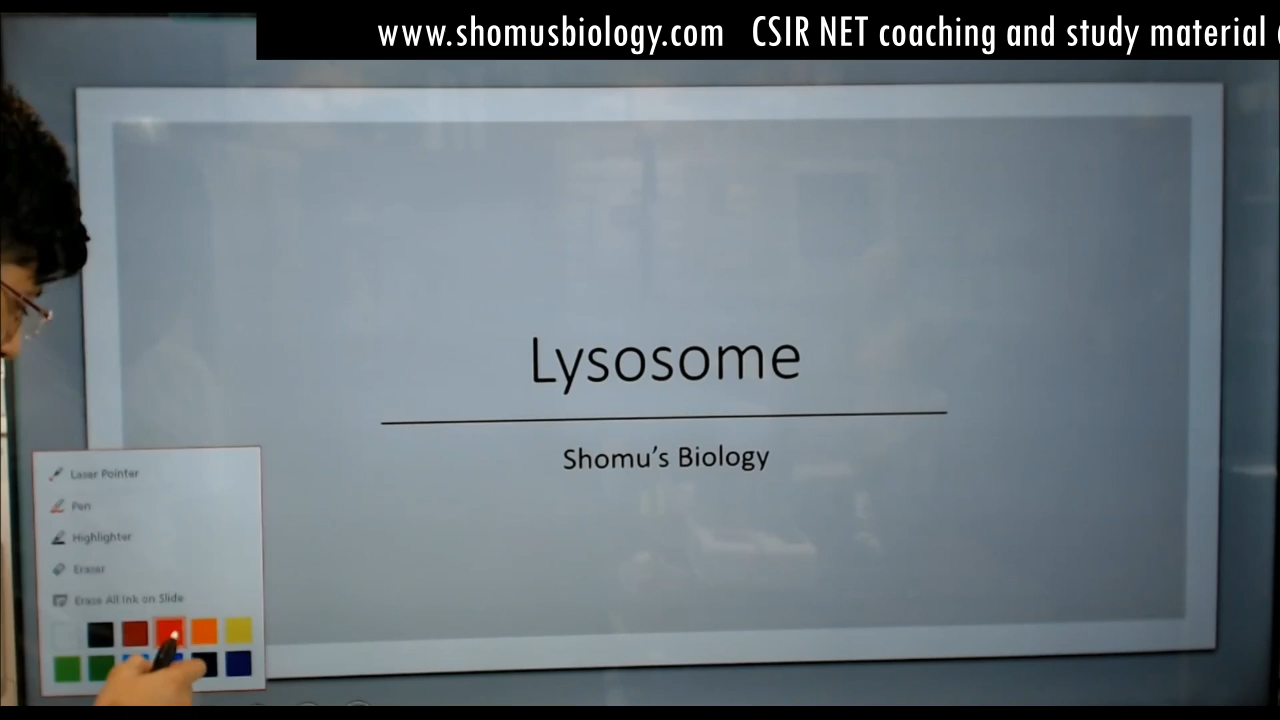 www.shomusbiology.com CSIR NET coaching and study material
Lysosome
Shomu's Biology
Laser Pointer
Pen
Highlighter
Eraser
Erase All Ink on Slide